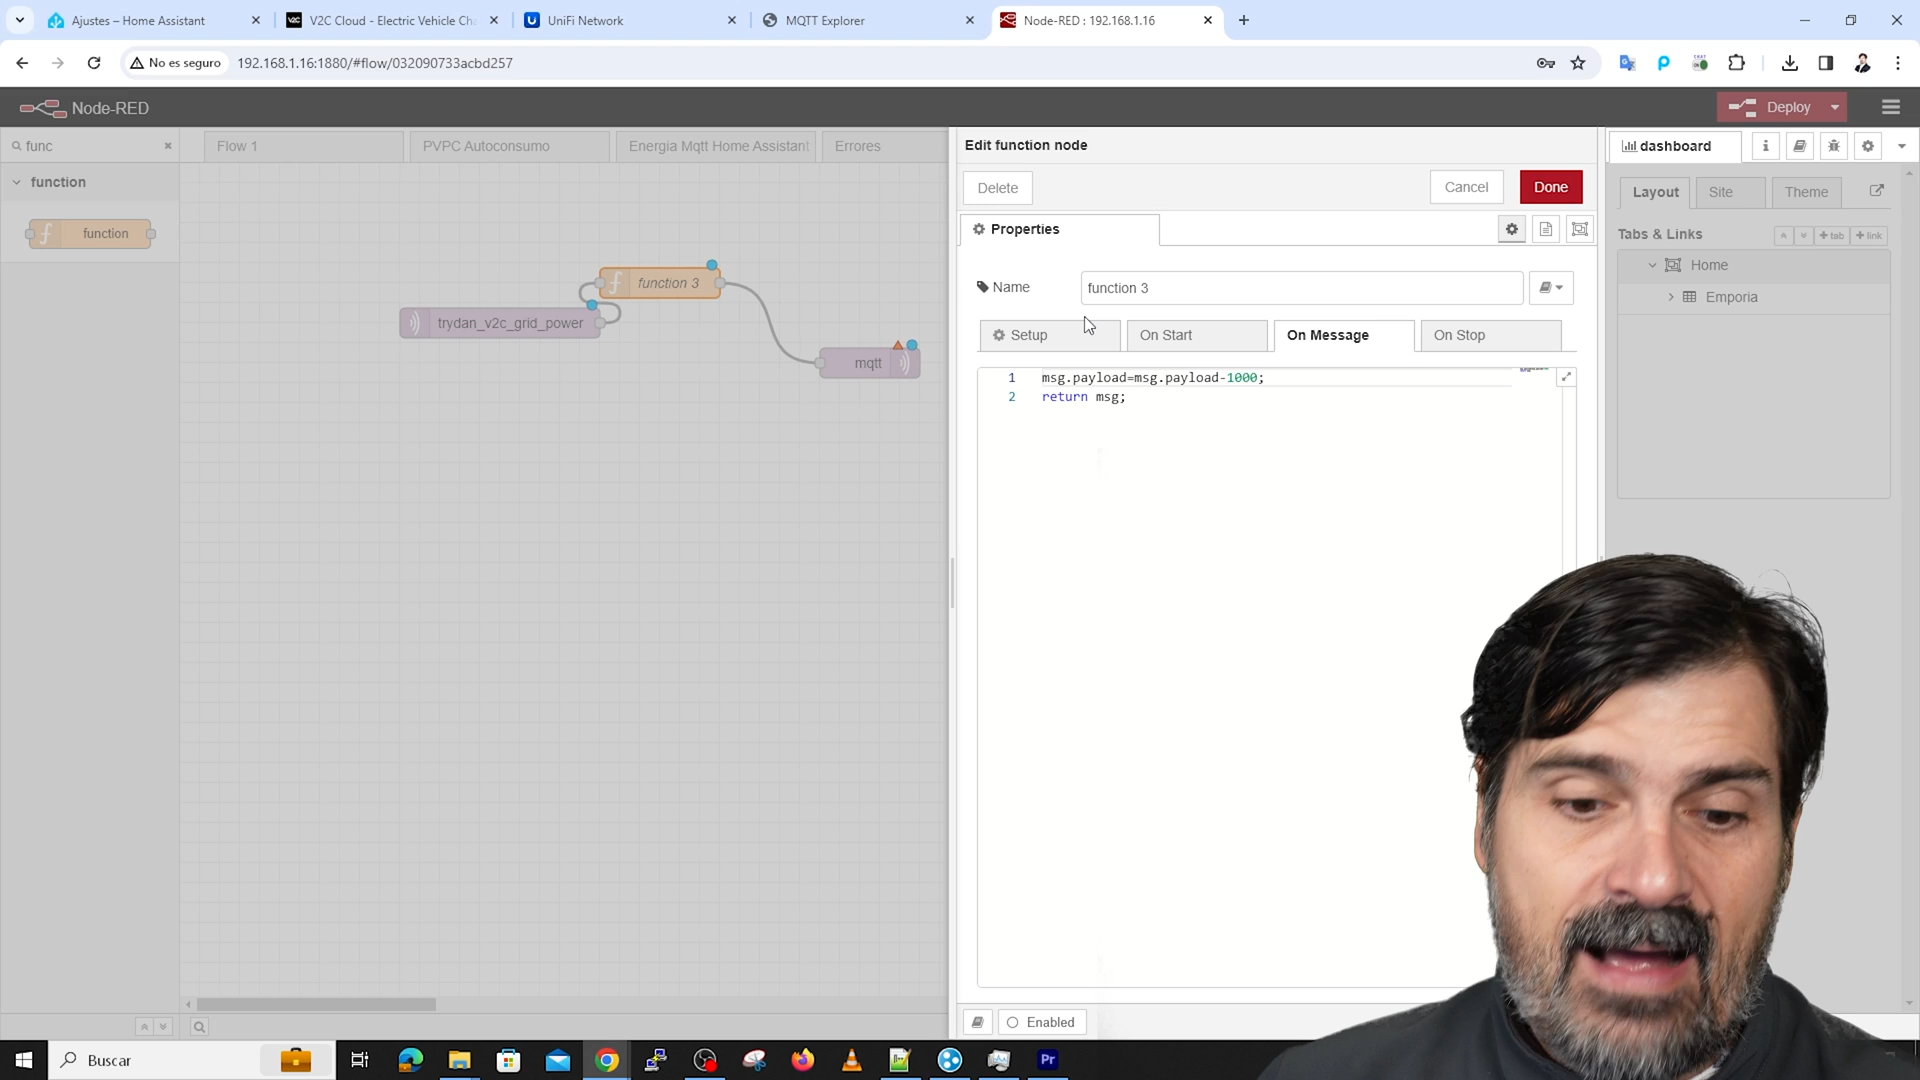 Ajustes – Home Assistant
V2C Cloud - Electric Vehicle Cha
UniFi Network
MQTT Explorer
Node-RED : 192.168.1.16
No es seguro
192.168.1.16:1880/#flow/032090733acbd257
Node-RED
Deploy
func
Flow 1
PVPC Autoconsumo
Energia Mqtt Home Assistant
Errores
Edit function node
dashboard
function
Delete
Cancel
Done
Layout
Site
Theme
function
Properties
Tabs & Links
+ tab
+ link
Home
Emporia
function 3
trydan_v2c_grid_power
mqtt
Name
function 3
Setup
On Start
On Message
On Stop
1 msg.payload=msg.payload-1000;
2 return msg;
Enabled
Buscar
Pr